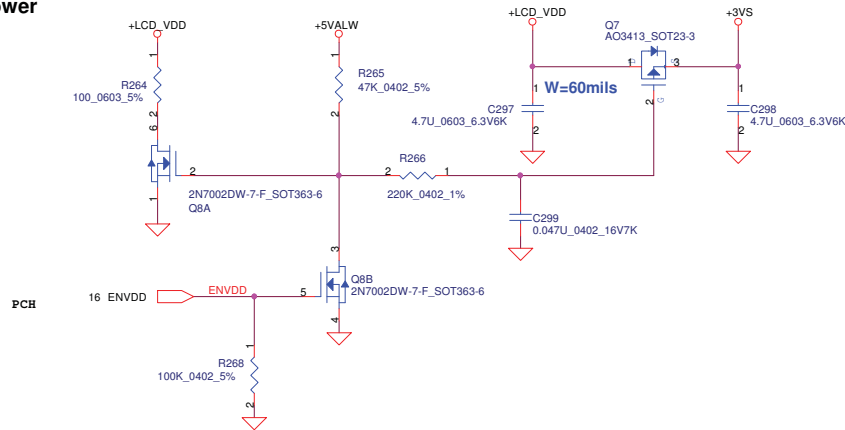 ower
+LCD_VDD
+5VALW
+LCD_VDD
Q7
AO3413_SOT23-3
+3VS
1
R264
100_0603_5%
2
6
1
R265
47K_0402_5%
2
1
D
S
3
G
2
W=60mils
1
C297
4.7U_0603_6.3V6K
2
1
C298
4.7U_0603_6.3V6K
2
2
2N7002DW-7-F_SOT363-6
Q8A
1
R266
2
1
220K_0402_1%
C299
0.047U_0402_16V7K
3
Q8B
2N7002DW-7-F_SOT363-6
5
4
PCH
16 ENVDD
ENVDD
1
R268
100K_0402_5%
2